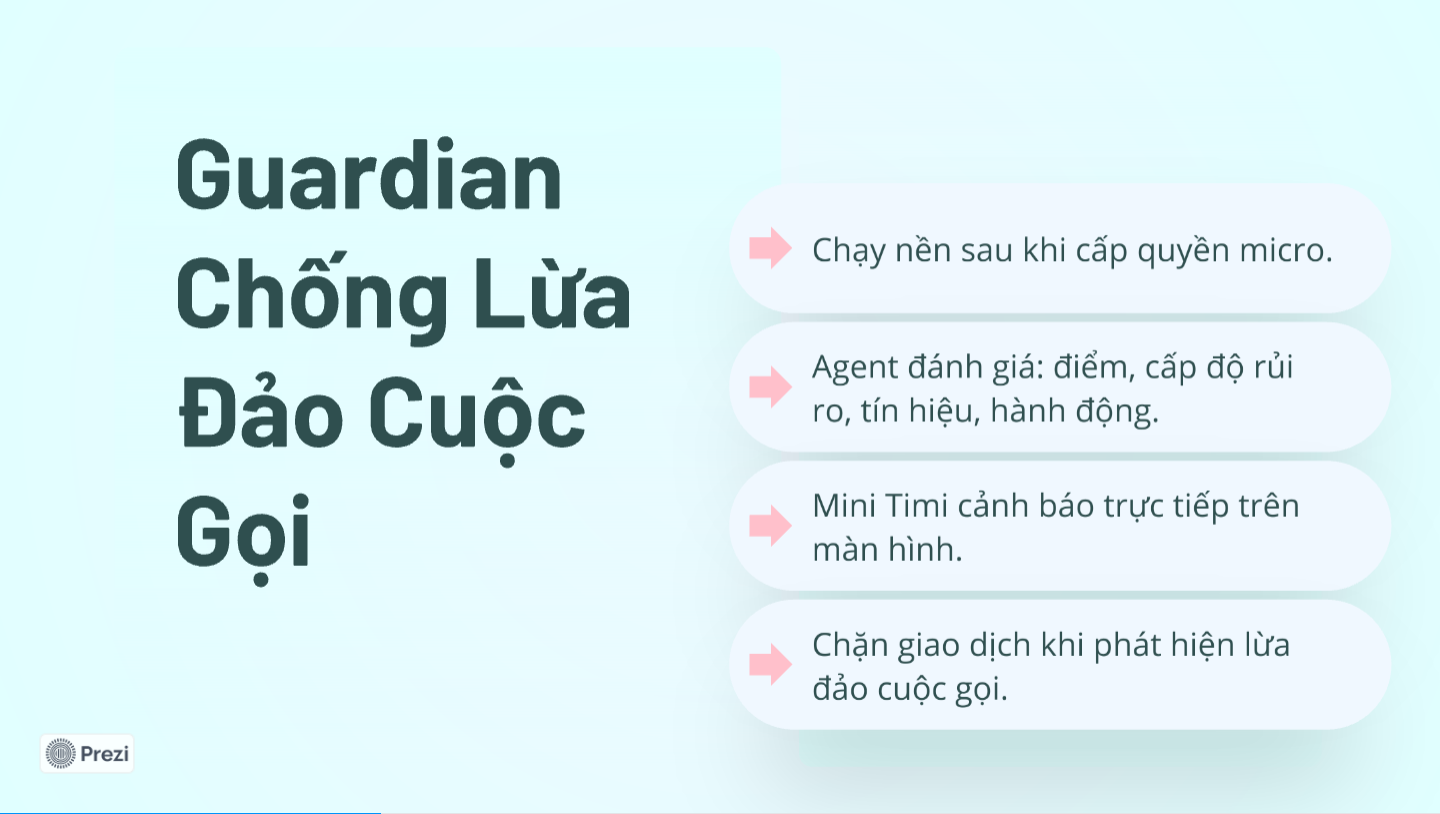 Guardian
Chống Lừa
Đảo Cuộc
Gọi
Chạy nền sau khi cấp quyền micro.
Agent đánh giá: điểm, cấp độ rủi
ro, tín hiệu, hành động.
Mini Timi cảnh báo trực tiếp trên
màn hình.
Chặn giao dịch khi phát hiện lừa
đảo cuộc gọi.
Prezi